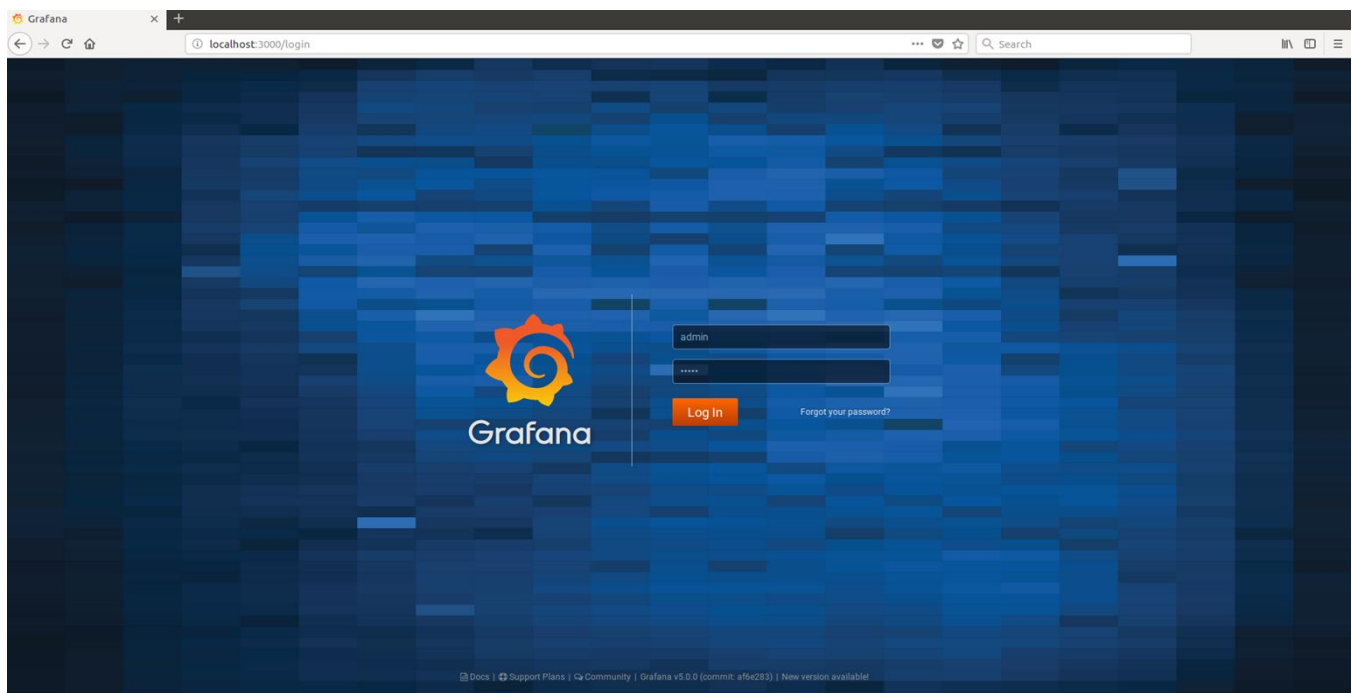 Grafana
localhost:3000/login
Search
admin
•••••
Log In
Forgot your password?
Grafana
Docs | Support Plans | Community | Grafana v5.0.0 (commit: af6e283) | New version available!